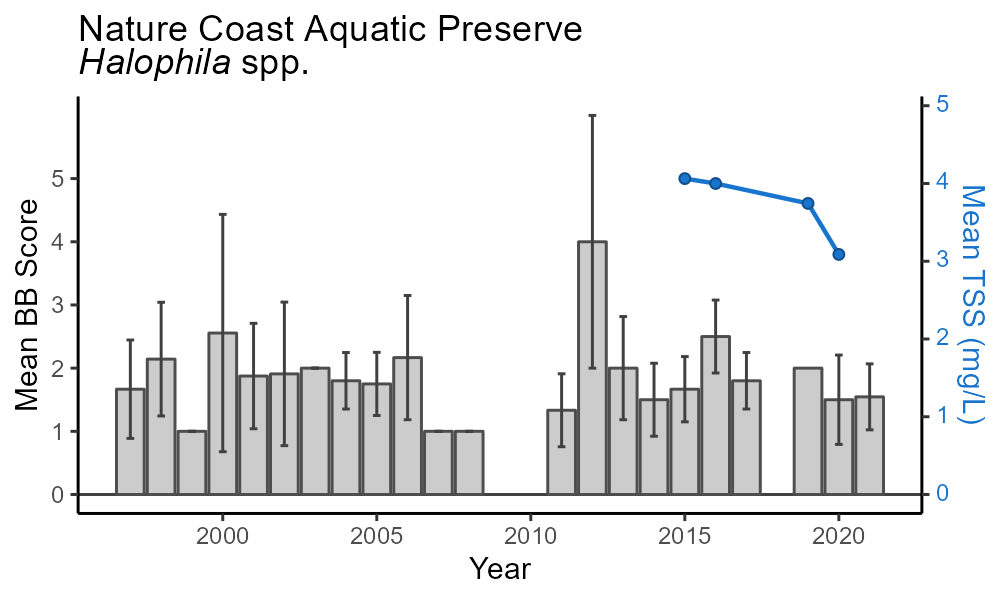 Nature Coast Aquatic Preserve
Halophila spp.
Mean BB Score
5
4
3
2
1
0
5
4
3
2
1
0
Mean TSS (mg/L)
2000 2005 2010 2015 2020
Year